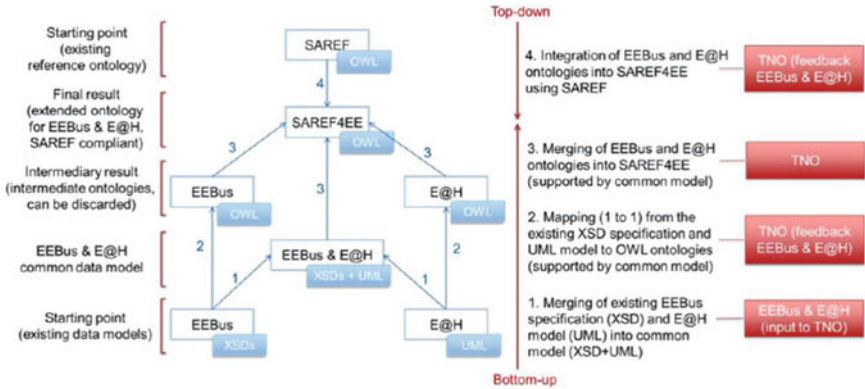 Top-down
Starting point
(existing
reference ontology)
SAREF
OWL
4
4. Integration of EEBus and E@H
ontologies into SAREF4EE
using SAREF
TNO (feedback
EEBus & E@H)
Final result
(extended ontology
for EEBus & E@H,
SAREF compliant)
SAREF4EE
OWL
3
3
3
3. Merging of EEBus and E@H
ontologies into SAREF4EE
(supported by common model)
TNO
Intermediary result
(intermediate ontologies,
can be discarded)
EEBus
OWL
E@H
OWL
2
2
2. Mapping (1 to 1) from the
existing XSD specification and
UML model to OWL ontologies
(supported by common model)
TNO (feedback
EEBus & E@H)
EEBus & E@H
common data model
EEBus & E@H
XSDs + UML
1
1
Starting point
(existing data models)
EEBus
XSDs
E@H
UML
1. Merging of existing EEBus
specification (XSD) and E@H
model (UML) into common
model (XSD+UML)
EEBus & E@H
(input to TNO)
Bottom-up